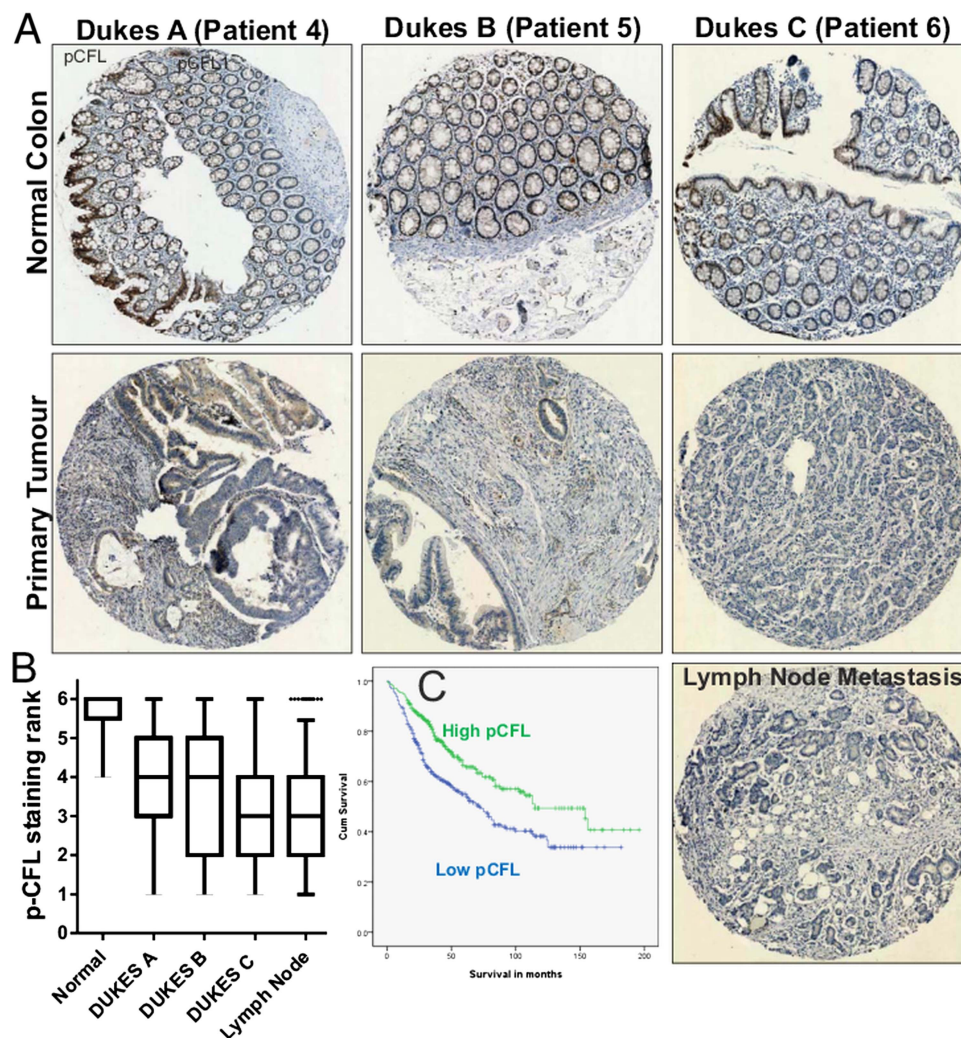 A
Dukes A (Patient 4)
Dukes B (Patient 5)
Dukes C (Patient 6)
Normal Colon
pCFL
pCFL1
Primary Tumour
B
p-CFL staining rank
6
5
4
3
2
1
0
Normal
DUKES A
DUKES B
DUKES C
Lymph Node
C
High pCFL
Low pCFL
Cum Survival
1.0
0.8
0.6
0.4
0.2
0.0
0
50
100
150
200
Survival in months
Lymph Node Metastasis